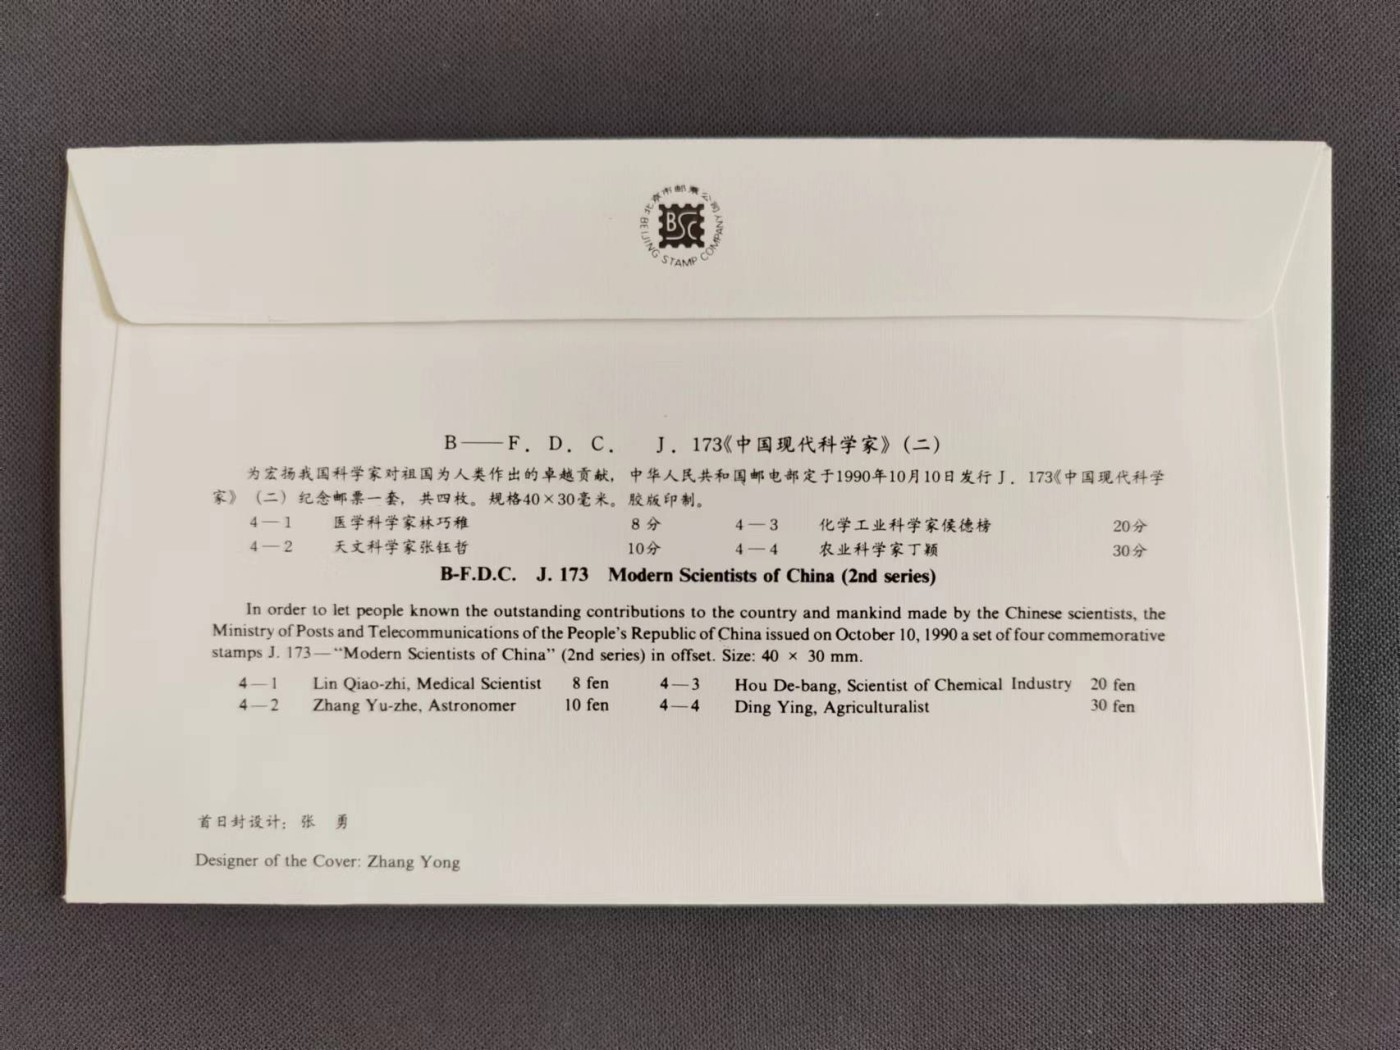 北京市邮票公司
BSC
BEIJING STAMP COMPANY
B——F．D．C． J．173《中国现代科学家》（二）
为宏扬我国科学家对祖国为人类作出的卓越贡献，中华人民共和国邮电部定于1990年10月10日发行J．173《中国现代科学
家》（二）纪念邮票一套，共四枚。规格40×30毫米。胶版印制。
4—1 医学科学家林巧稚 8分 4—3 化学工业科学家侯德榜 20分
4—2 天文科学家张钰哲 10分 4—4 农业科学家丁颖 30分
B-F.D.C. J. 173 Modern Scientists of China (2nd series)
In order to let people known the outstanding contributions to the country and mankind made by the Chinese scientists, the
Ministry of Posts and Telecommunications of the People's Republic of China issued on October 10, 1990 a set of four commemorative
stamps J. 173—"Modern Scientists of China" (2nd series) in offset. Size: 40 × 30 mm.
4—1 Lin Qiao-zhi, Medical Scientist 8 fen 4—3 Hou De-bang, Scientist of Chemical Industry 20 fen
4—2 Zhang Yu-zhe, Astronomer 10 fen 4—4 Ding Ying, Agriculturalist 30 fen
首日封设计：张 勇
Designer of the Cover: Zhang Yong